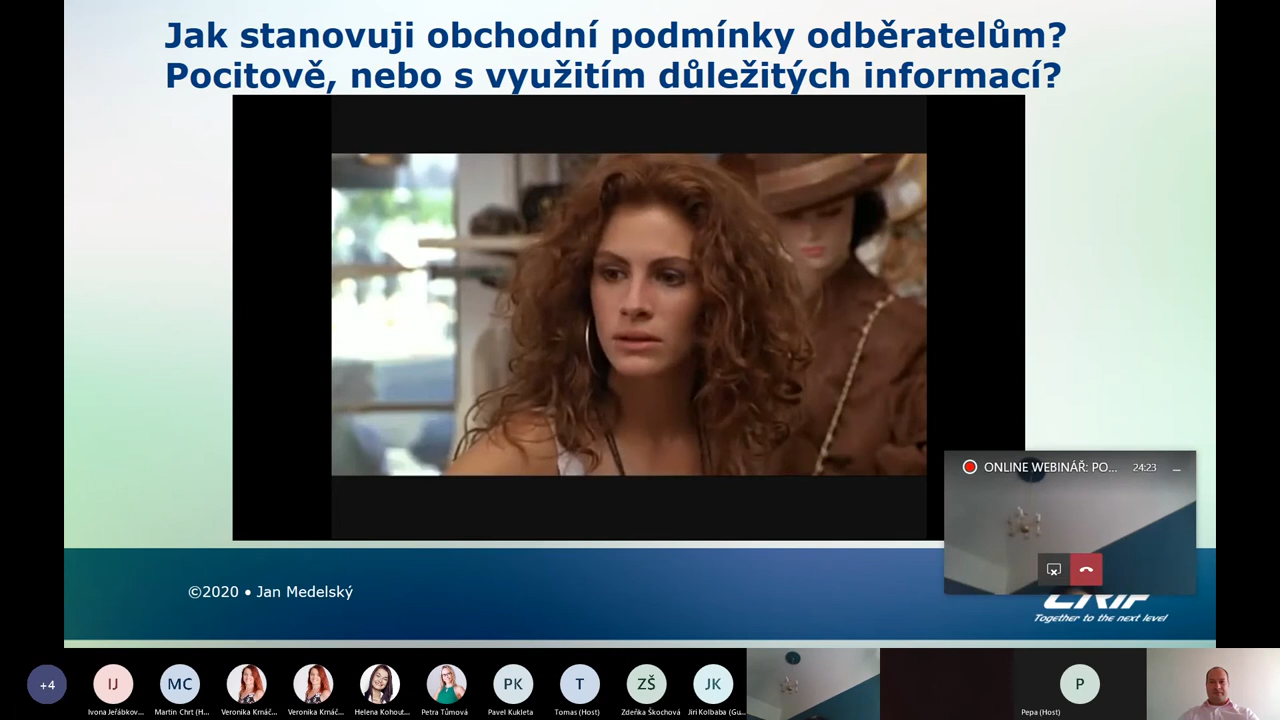 Jak stanovuji obchodní podmínky odběratelům?
Pocitově, nebo s využitím důležitých informací?
ONLINE WEBINÁŘ: PO... 24:23
©2020 • Jan Medelský
CRIF
Together to the next level
+4
IJ
MC
PK
T
ZŠ
JK
P
Ivona Jeřábkov...
Martin Chrt (H...
Veronika Krnáč...
Veronika Krnáč...
Helena Kohout...
Petra Tůmová
Pavel Kukleta
Tomas (Host)
Zdeňka Škochová
Jiri Kolbaba (Gu...
Pepa (Host)